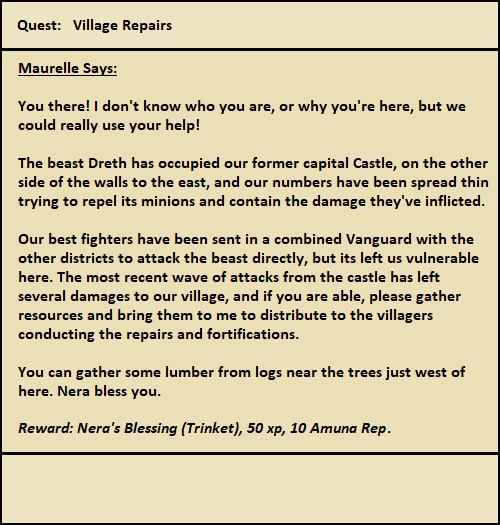 Quest: Village Repairs
Maurelle Says:
You there! I don't know who you are, or why you're here, but we
could really use your help!
The beast Dreth has occupied our former capital Castle, on the other
side of the walls to the east, and our numbers have been spread thin
trying to repel its minions and contain the damage they've inflicted.
Our best fighters have been sent in a combined Vanguard with the
other districts to attack the beast directly, but its left us vulnerable
here. The most recent wave of attacks from the castle has left
several damages to our village, and if you are able, please gather
resources and bring them to me to distribute to the villagers
conducting the repairs and fortifications.
You can gather some lumber from logs near the trees just west of
here. Nera bless you.
Reward: Nera's Blessing (Trinket), 50 xp, 10 Amuna Rep.